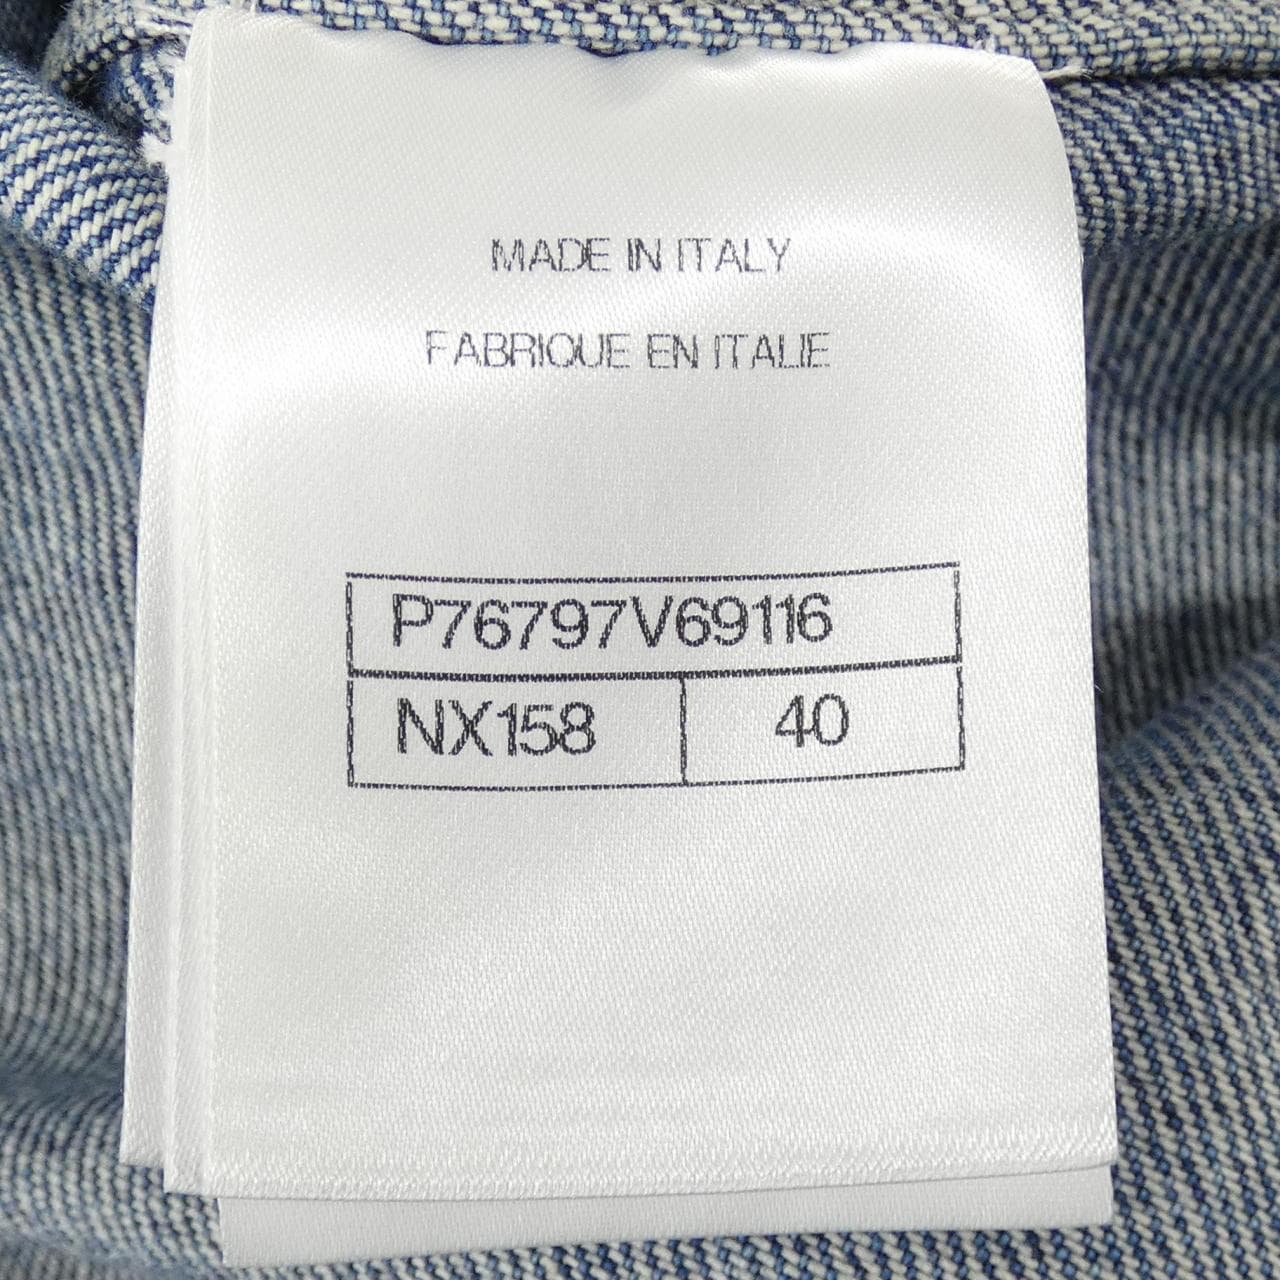 MADE IN ITALY
FABRIQUE EN ITALIE
P76797V69116
NX158 40